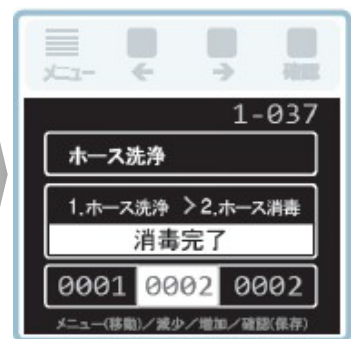 メニュー ← → 確認
1-037
ホース洗浄
1.ホース洗浄 >2.ホース消毒
消毒完了
0001 0002 0002
メニュー(移動)/減少/増加/確認(保存)